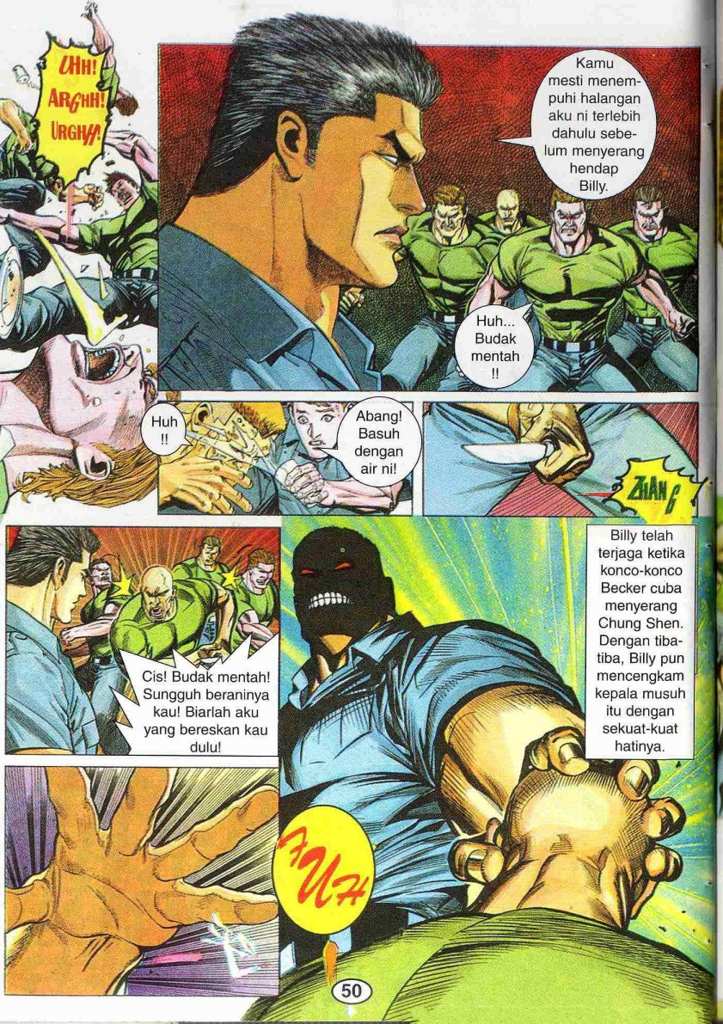 UHH!
ARGHH!
URGHH!
Kamu
mesti menem-
puhi halangan
aku ni terlebih
dahulu sebe-
lum menyerang
hendap
Billy.
Huh...
Budak
mentah
!!
Huh
!!
Abang!
Basuh
dengan
air ni!
ZHANG
Cis! Budak mentah!
Sungguh beraninya
kau! Biarlah aku
yang bereskan kau
dulu!
Billy telah
terjaga ketika
konco-konco
Becker cuba
menyerang
Chung Shen.
Dengan tiba-
tiba, Billy pun
mencengkam
kepala musuh
itu dengan
sekuat-kuat
hatinya.
FUH
50